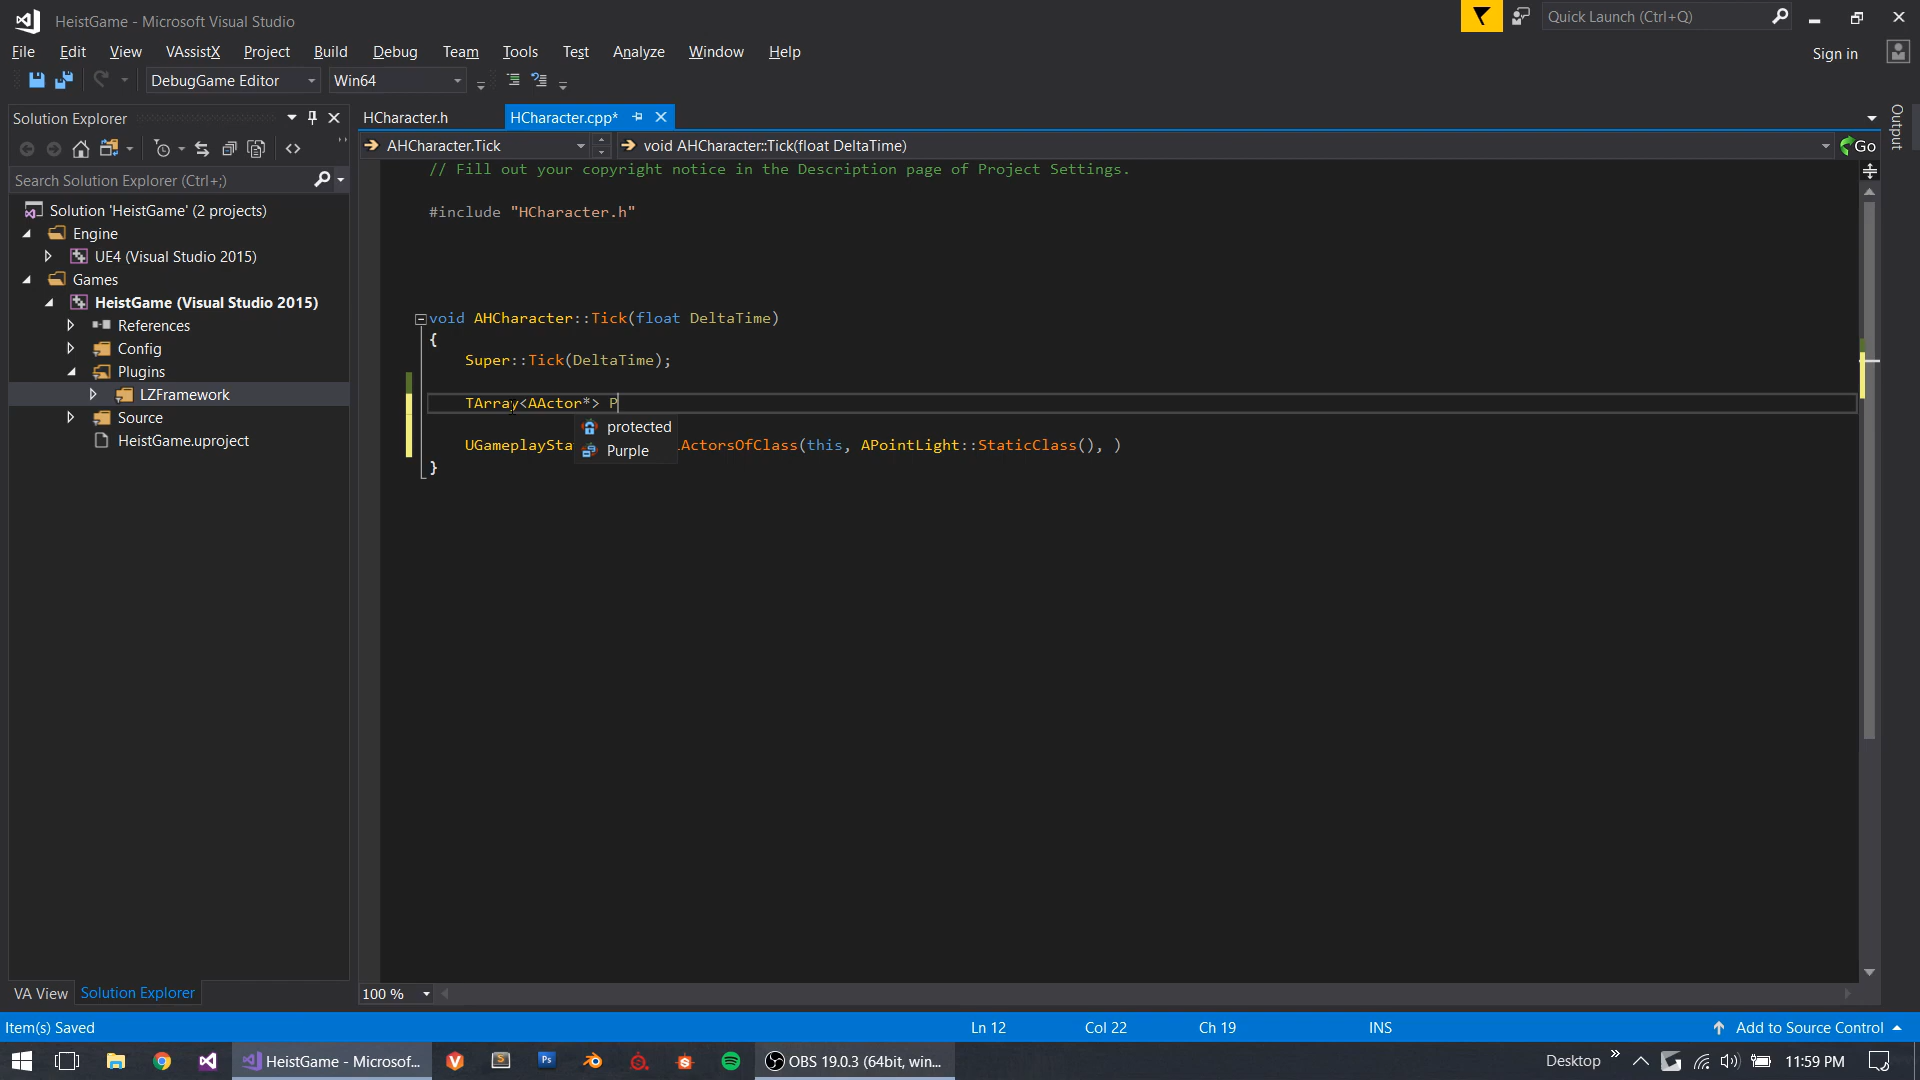 HeistGame - Microsoft Visual Studio
Quick Launch (Ctrl+Q)
File Edit View VAssistX Project Build Debug Team Tools Test Analyze Window Help
Sign in
DebugGame Editor Win64
Solution Explorer
HCharacter.h HCharacter.cpp*
AHCharacter.Tick void AHCharacter::Tick(float DeltaTime) Go
Output
Search Solution Explorer (Ctrl+;)
Solution 'HeistGame' (2 projects)
Engine
UE4 (Visual Studio 2015)
Games
HeistGame (Visual Studio 2015)
References
Config
Plugins
LZFramework
Source
HeistGame.uproject
// Fill out your copyright notice in the Description page of Project Settings.
#include "HCharacter.h"
void AHCharacter::Tick(float DeltaTime)
{
Super::Tick(DeltaTime);
TArray<AActor*> P
protected
Purple
UGameplaySta lActorsOfClass(this, APointLight::StaticClass(), )
}
100 %
VA View Solution Explorer
Item(s) Saved Ln 12 Col 22 Ch 19 INS Add to Source Control
HeistGame - Microsof... OBS 19.0.3 (64bit, win... Desktop 11:59 PM